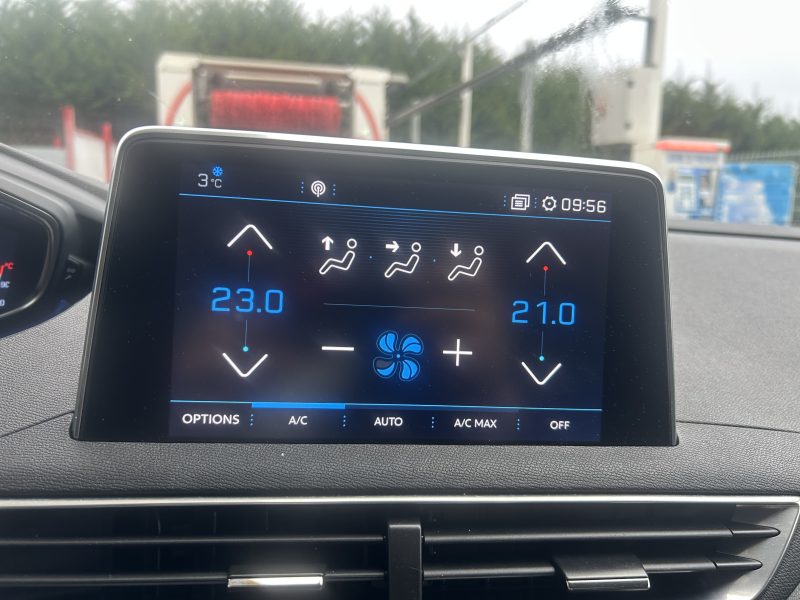 3°C
09:56
23.0
21.0
OPTIONS
A/C
AUTO
A/C MAX
OFF